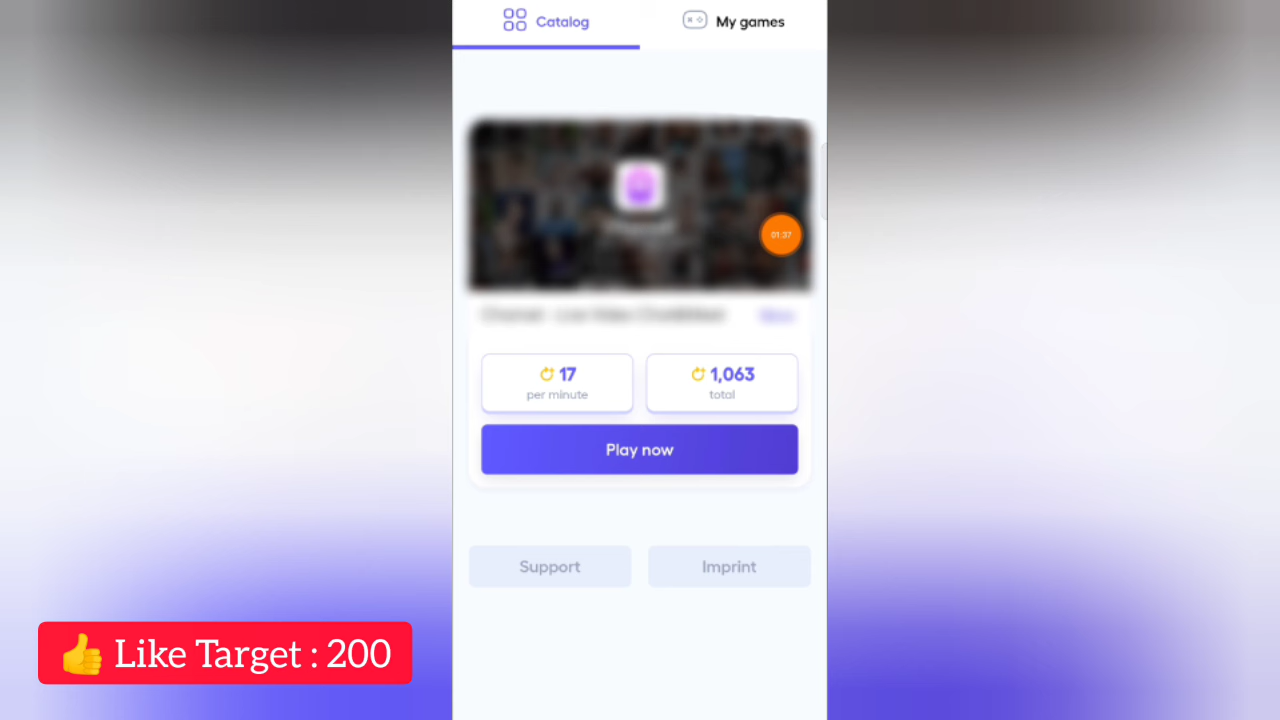 Catalog
My games
01:37
17
per minute
1,063
total
Play now
Support
Imprint
👍 Like Target : 200